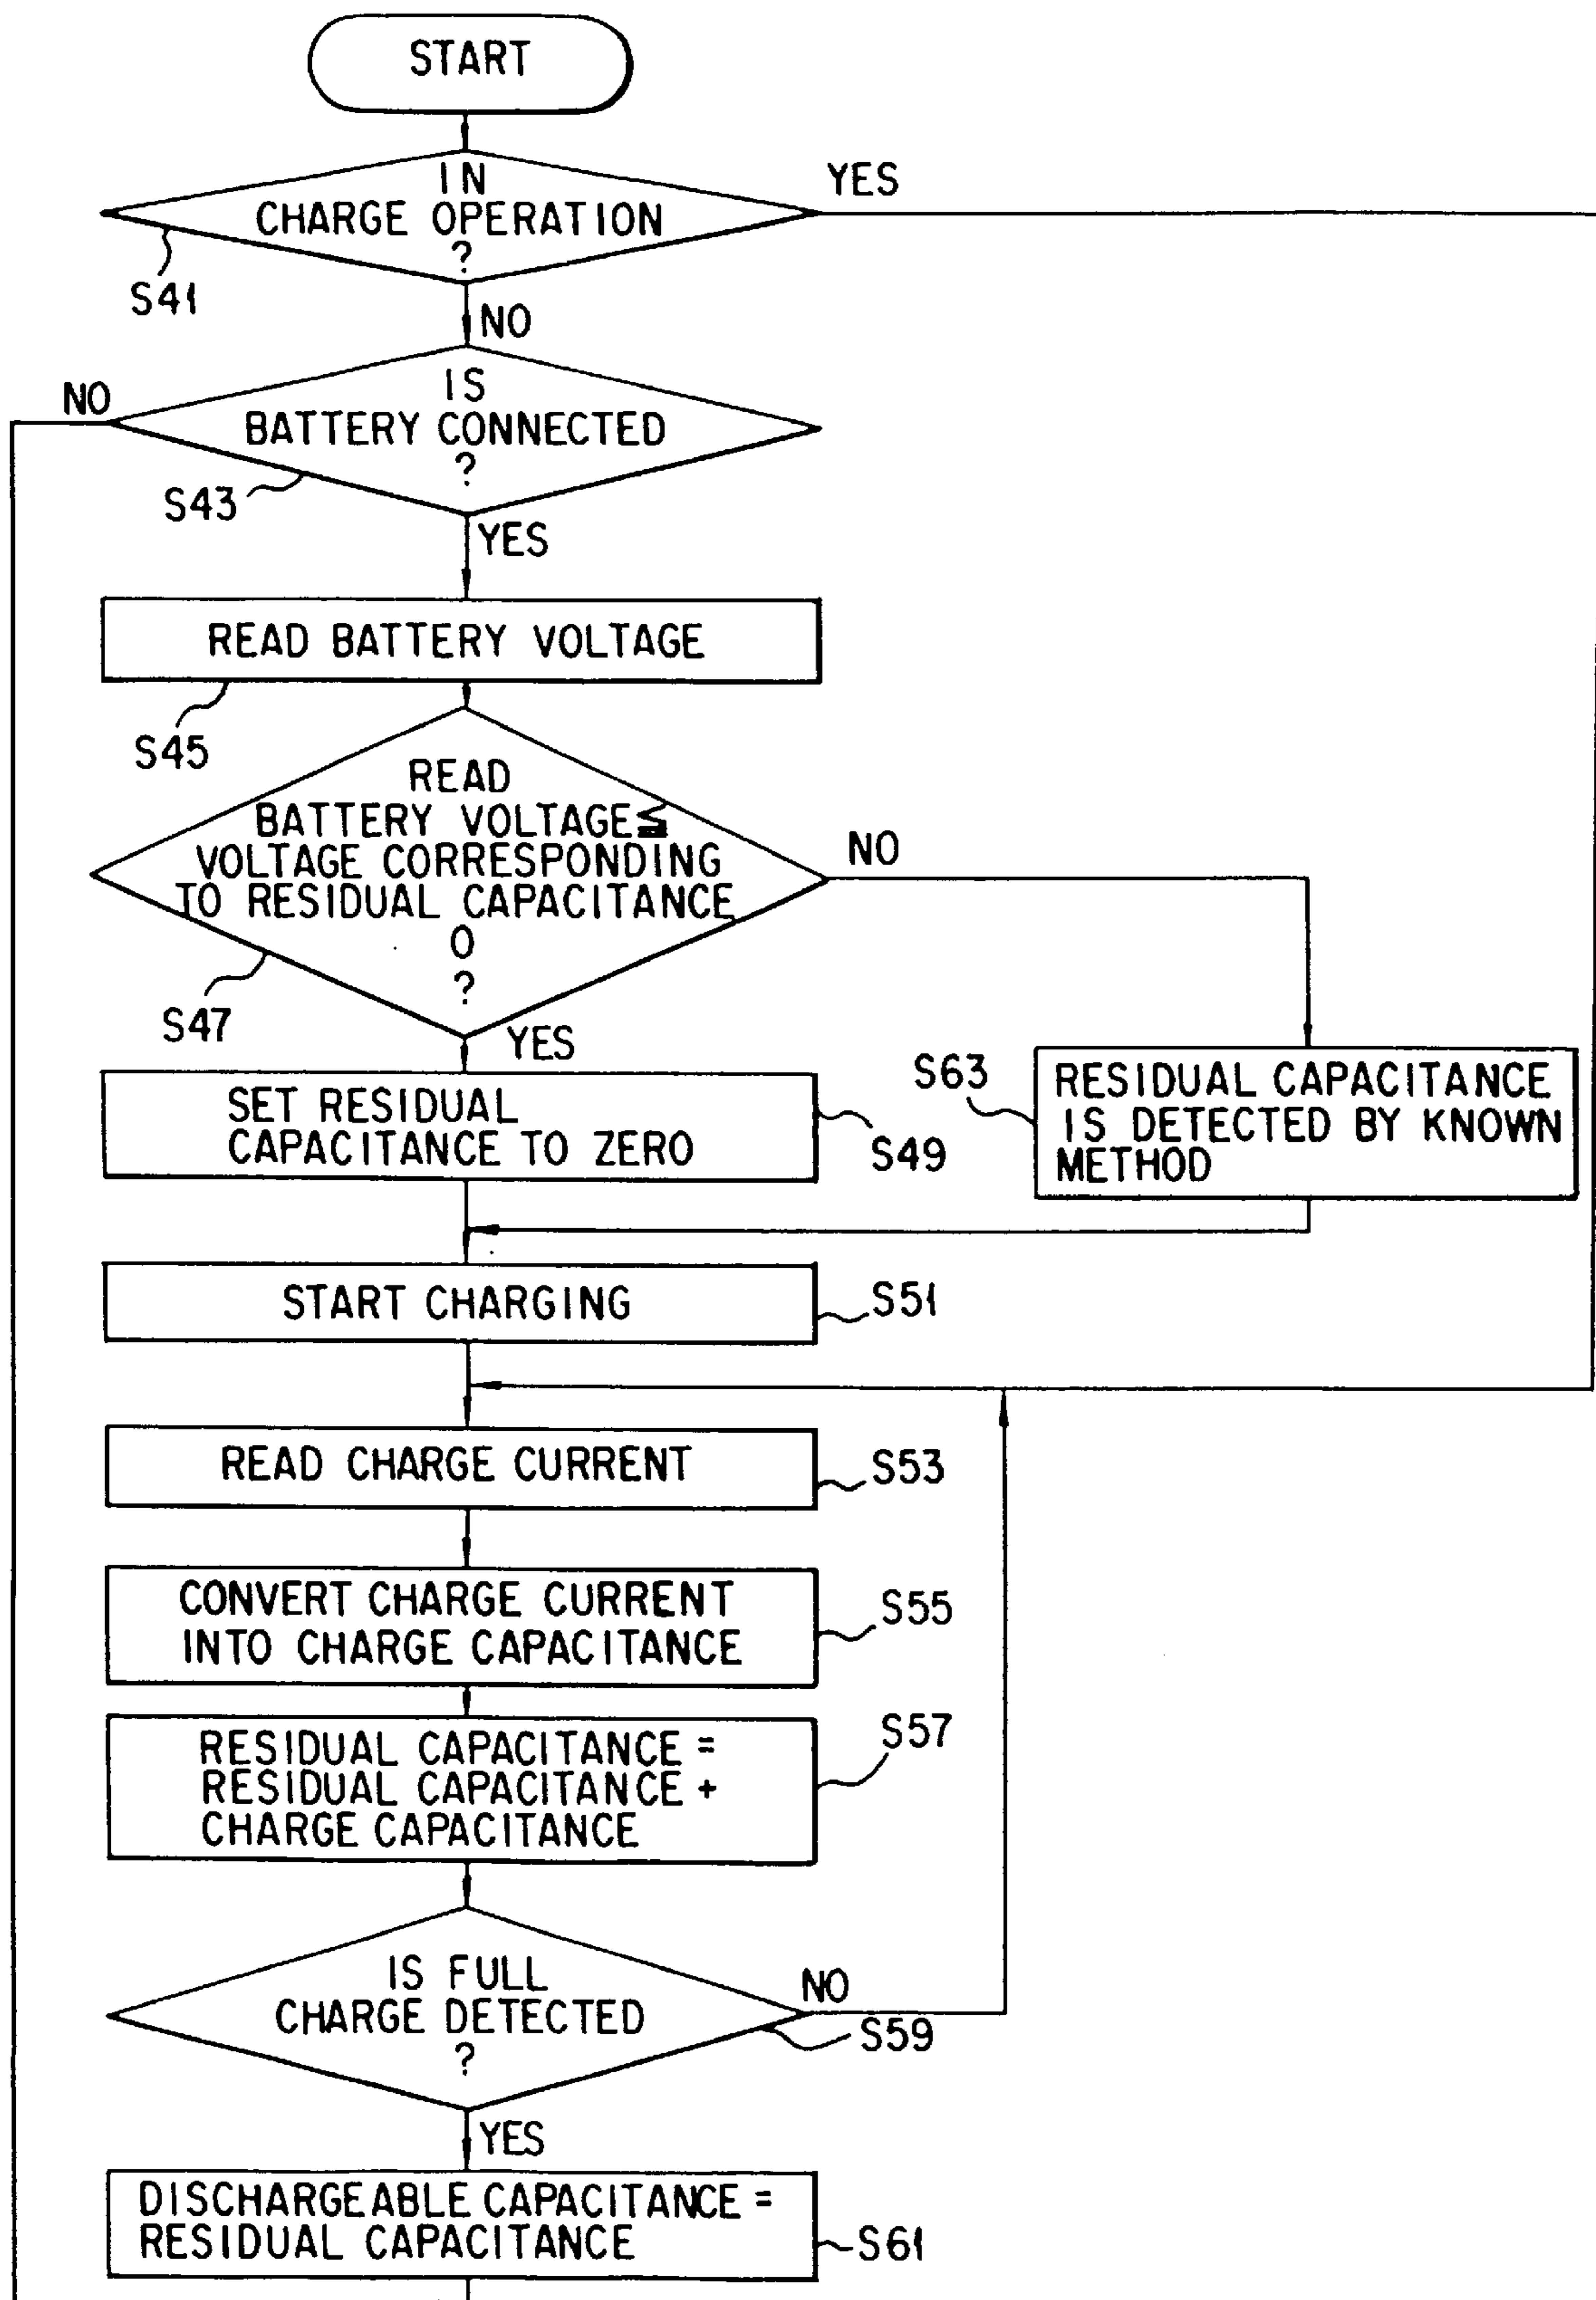 START
IN
CHARGE OPERATION
?
YES
S41
NO
IS
BATTERY CONNECTED
?
NO
S43
YES
READ BATTERY VOLTAGE
S45
READ
BATTERY VOLTAGE≦
VOLTAGE CORRESPONDING
TO RESIDUAL CAPACITANCE
0
?
NO
S47
YES
SET RESIDUAL
CAPACITANCE TO ZERO
S49
S63
RESIDUAL CAPACITANCE
IS DETECTED BY KNOWN
METHOD
START CHARGING
S51
READ CHARGE CURRENT
S53
CONVERT CHARGE CURRENT
INTO CHARGE CAPACITANCE
S55
RESIDUAL CAPACITANCE =
RESIDUAL CAPACITANCE +
CHARGE CAPACITANCE
S57
IS FULL
CHARGE DETECTED
?
NO
S59
YES
DISCHARGEABLE CAPACITANCE =
RESIDUAL CAPACITANCE
S61